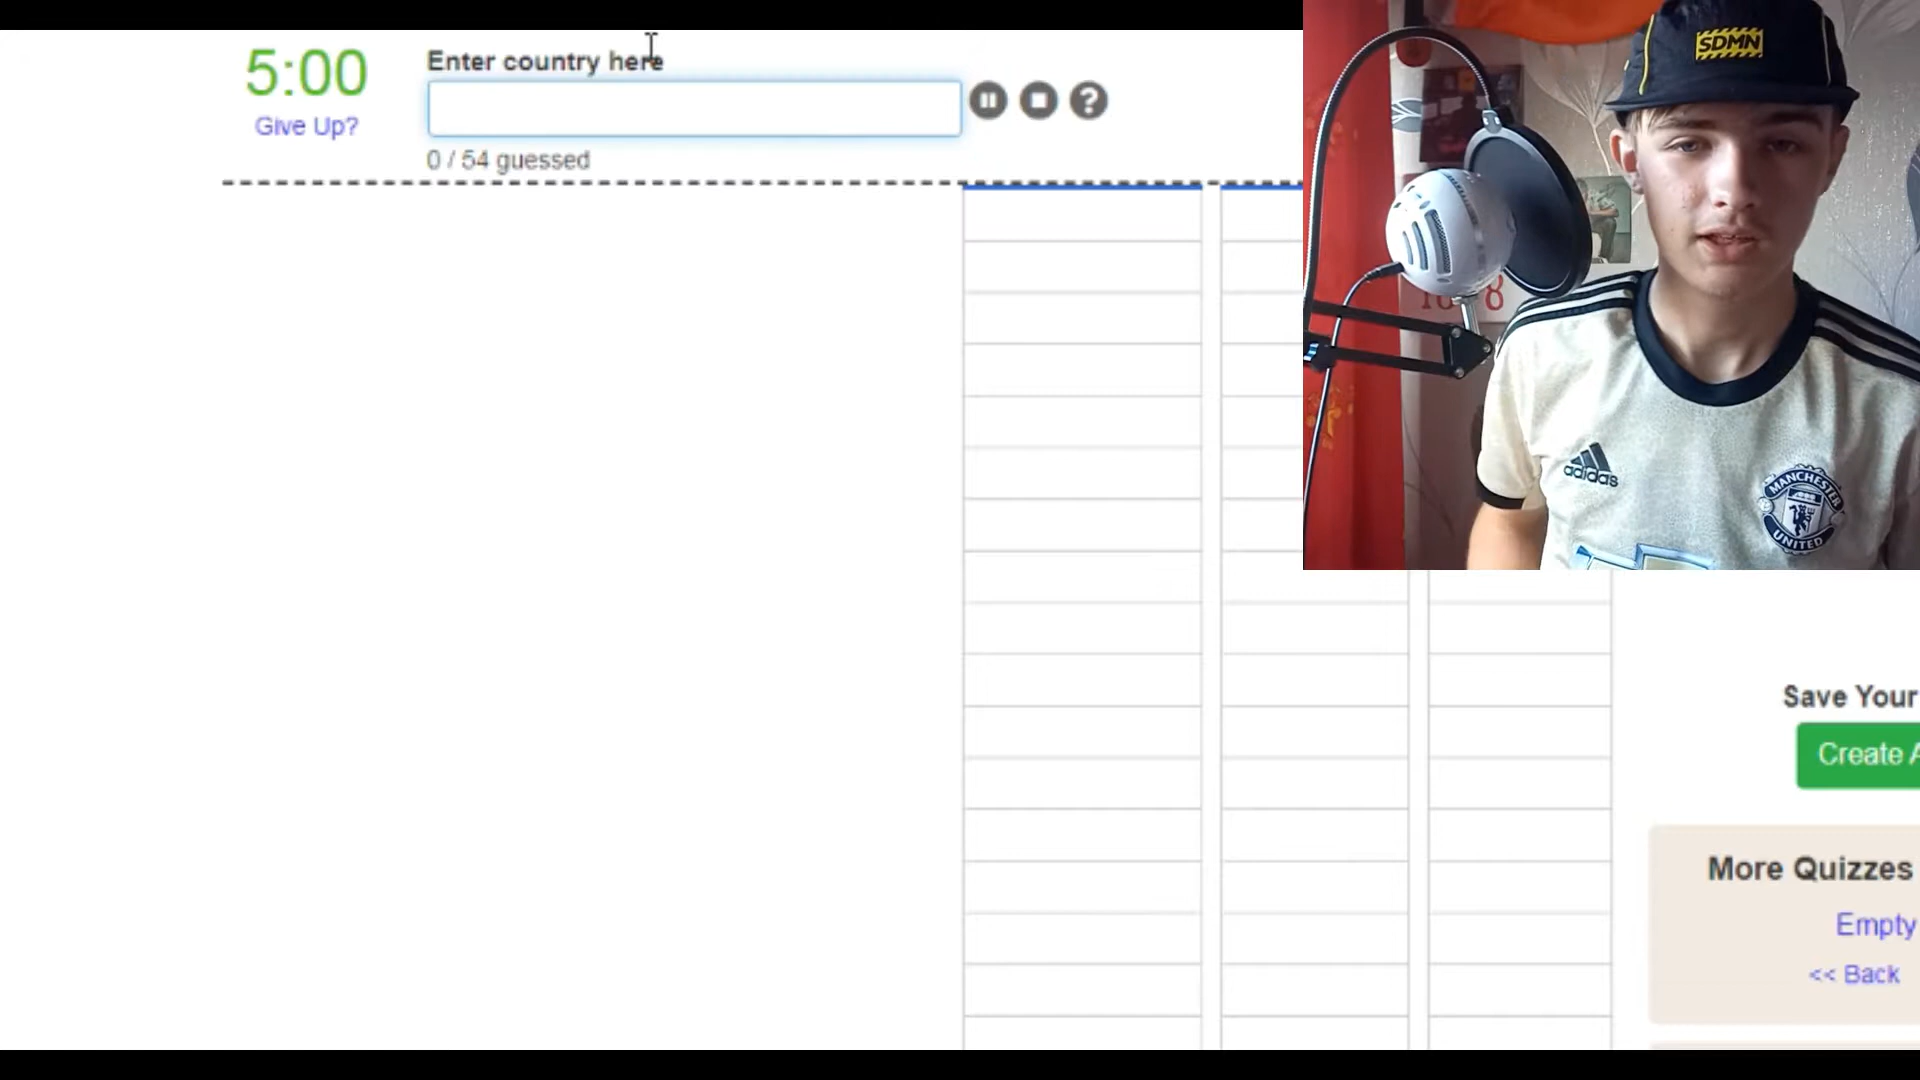 5:00
Give Up?
Enter country here
0 / 54 guessed
SDMN
adidas
MANCHESTER
UNITED
Save Your
Create A
More Quizzes
Empty
<< Back